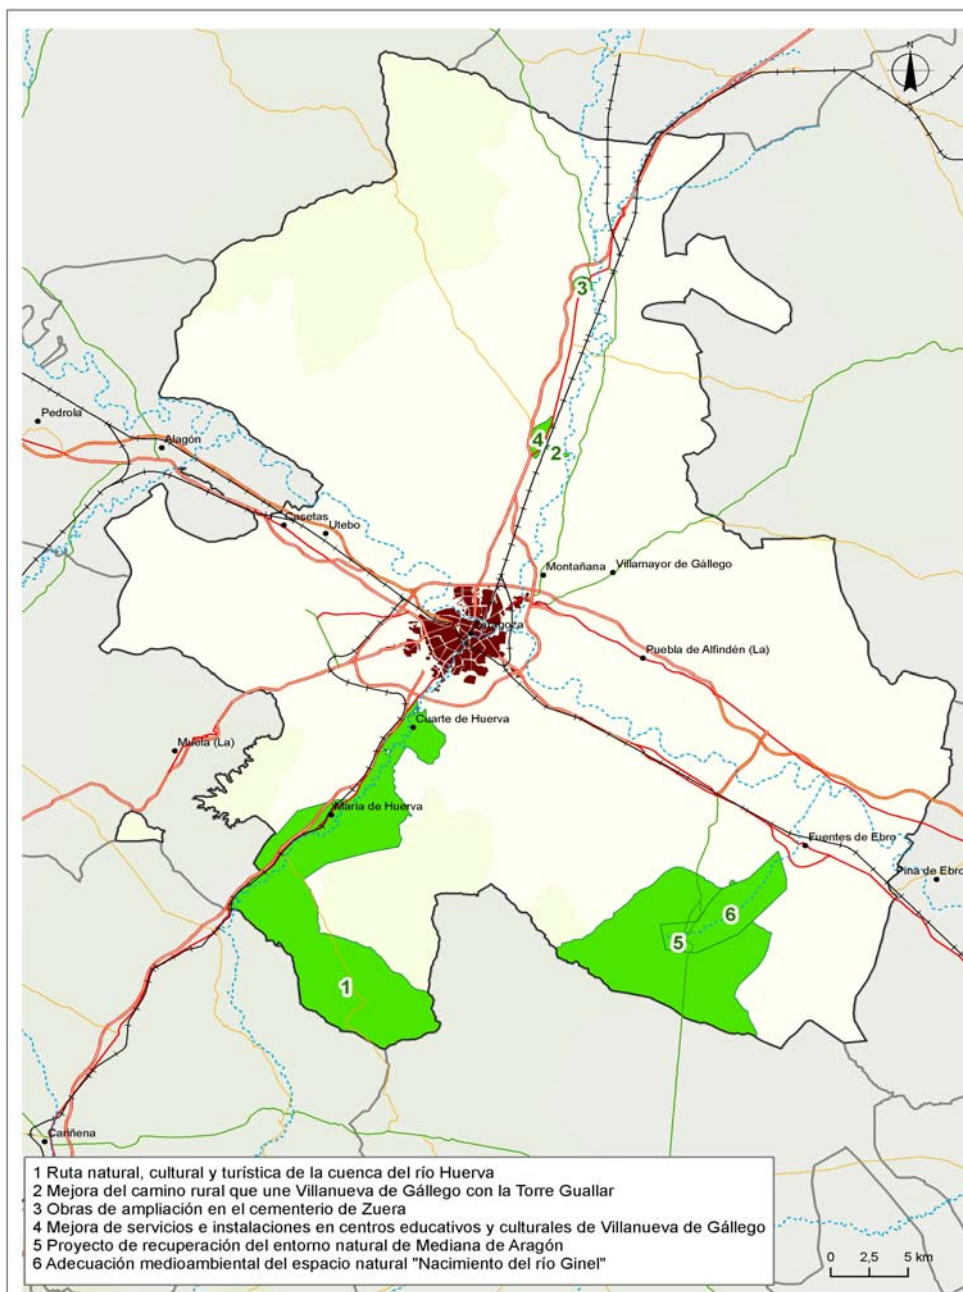 N
3
Pedrola
Alagón
4
2
Casetas
Utebo
Montañana
Villamayor de Gállego
Zaragoza
Puebla de Alfindén (La)
Cuarte de Huerva
Muela (La)
María de Huerva
Fuentes de Ebro
Pina de Ebro
6
5
1
Cariñena
1 Ruta natural, cultural y turística de la cuenca del río Huerva
2 Mejora del camino rural que une Villanueva de Gállego con la Torre Guallar
3 Obras de ampliación en el cementerio de Zuera
4 Mejora de servicios e instalaciones en centros educativos y culturales de Villanueva de Gállego
5 Proyecto de recuperación del entorno natural de Mediana de Aragón
6 Adecuación medioambiental del espacio natural "Nacimiento del río Ginel"
0 2,5 5 km